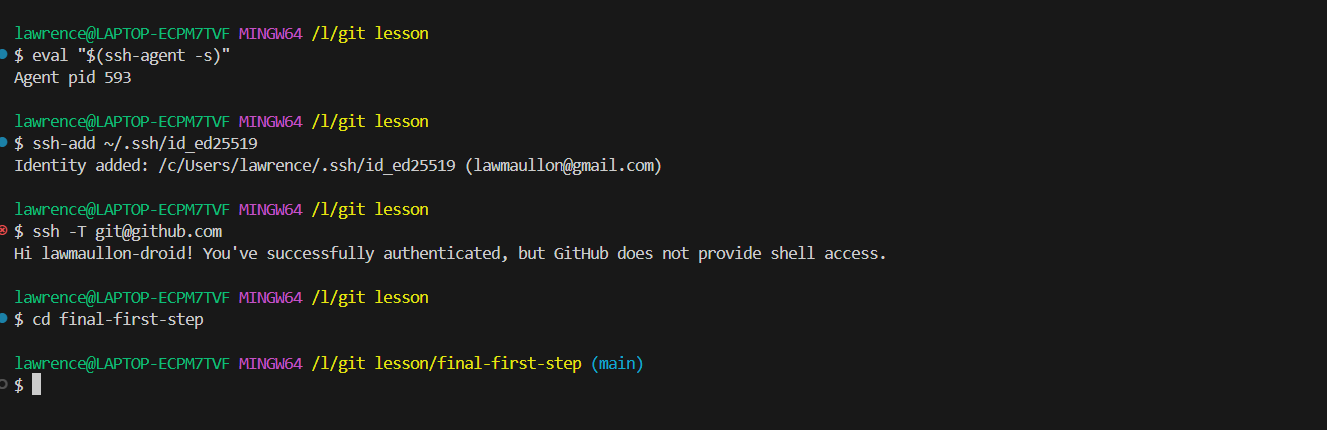 lawrence@LAPTOP-ECPM7TVF MINGW64 /l/git lesson
$ eval "$(ssh-agent -s)"
Agent pid 593
lawrence@LAPTOP-ECPM7TVF MINGW64 /l/git lesson
$ ssh-add ~/.ssh/id_ed25519
Identity added: /c/Users/lawrence/.ssh/id_ed25519 (lawmaullon@gmail.com)
lawrence@LAPTOP-ECPM7TVF MINGW64 /l/git lesson
$ ssh -T git@github.com
Hi lawmaullon-droid! You've successfully authenticated, but GitHub does not provide shell access.
lawrence@LAPTOP-ECPM7TVF MINGW64 /l/git lesson
$ cd final-first-step
lawrence@LAPTOP-ECPM7TVF MINGW64 /l/git lesson/final-first-step (main)
$